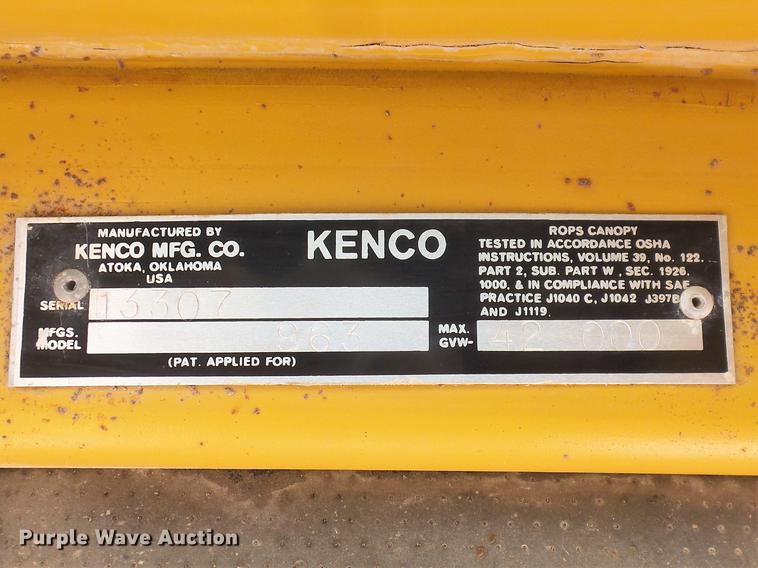 MANUFACTURED BY
KENCO MFG. CO.
ATOKA, OKLAHOMA
USA
KENCO
ROPS CANOPY
TESTED IN ACCORDANCE OSHA
INSTRUCTIONS, VOLUME 39, No. 122.
PART 2, SUB. PART W, SEC. 1926.
1000, & IN COMPLIANCE WITH SAE
PRACTICE J1040 C, J1042 J397B
AND J1119.
SERIAL 13307
MFGS. MODEL 963
MAX. GVW- 42 000
(PAT. APPLIED FOR)
Purple Wave Auction